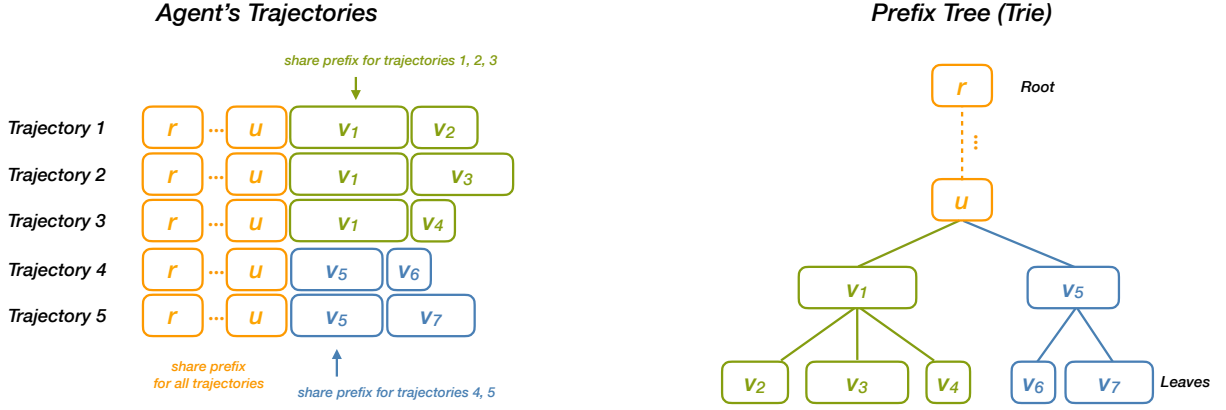 Agent's Trajectories
share prefix for trajectories 1, 2, 3
Trajectory 1 r ... u v1 v2
Trajectory 2 r ... u v1 v3
Trajectory 3 r ... u v1 v4
Trajectory 4 r ... u v5 v6
Trajectory 5 r ... u v5 v7
share prefix
for all trajectories
share prefix for trajectories 4, 5
Prefix Tree (Trie)
r Root
...
u
v1 v5
v2 v3 v4 v6 v7 Leaves